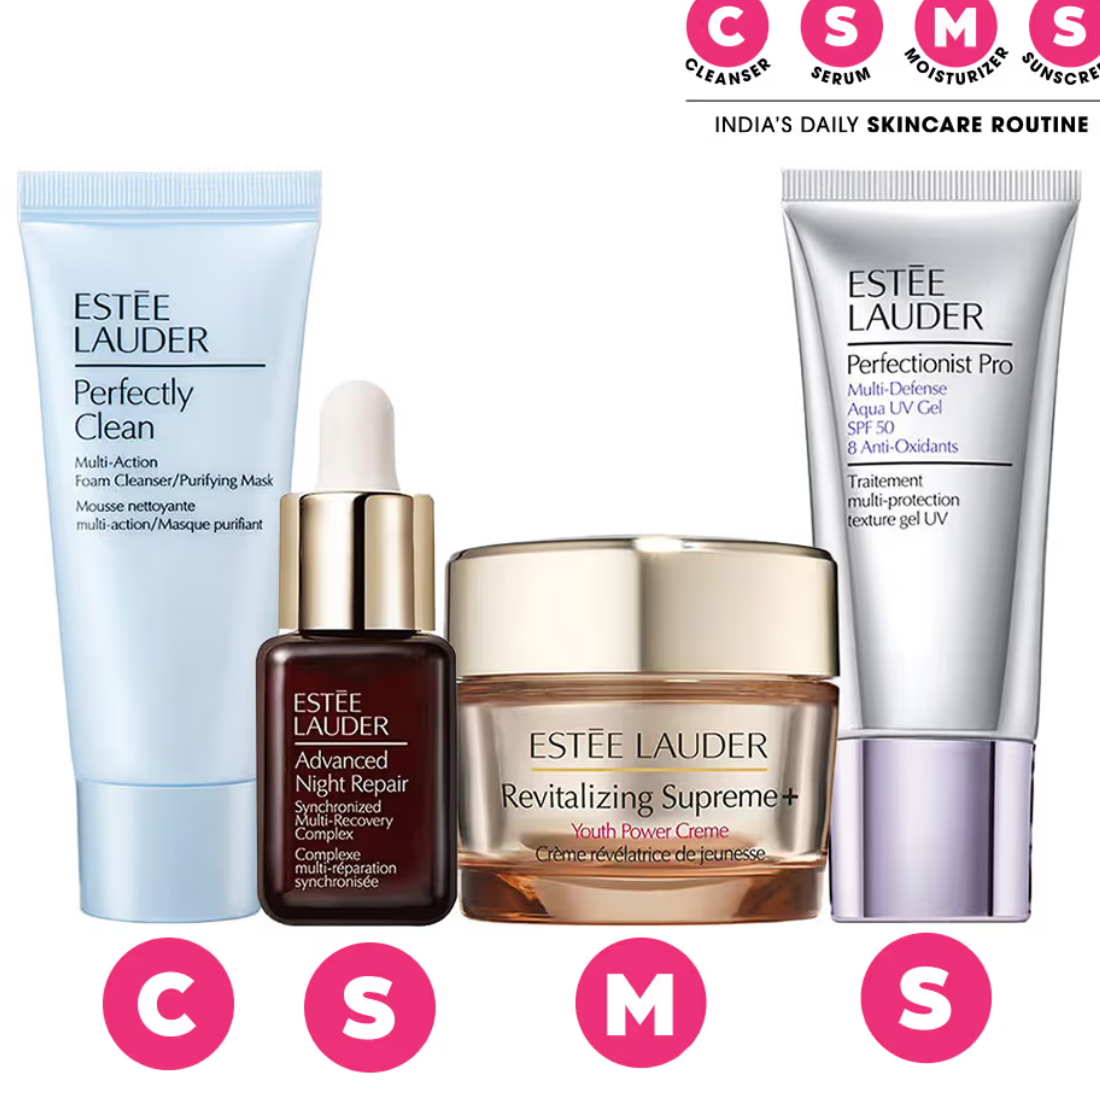 C S M S
CLEANSER SERUM MOISTURIZER SUNSCREE
INDIA'S DAILY SKINCARE ROUTINE
ESTĒE
LAUDER
Perfectly
Clean
Multi-Action
Foam Cleanser/Purifying Mask
Mousse nettoyante
multi-action/Masque purifiant
ESTĒE
LAUDER
Advanced
Night Repair
Synchronized
Multi-Recovery
Complex
Complexe
multi-réparation
synchronisée
ESTĒE LAUDER
Revitalizing Supreme+
Youth Power Creme
Crème révélatrice de jeunesse
ESTĒE
LAUDER
Perfectionist Pro
Multi-Defense
Aqua UV Gel
SPF 50
8 Anti-Oxidants
Traitement
multi-protection
texture gel UV
C S M S